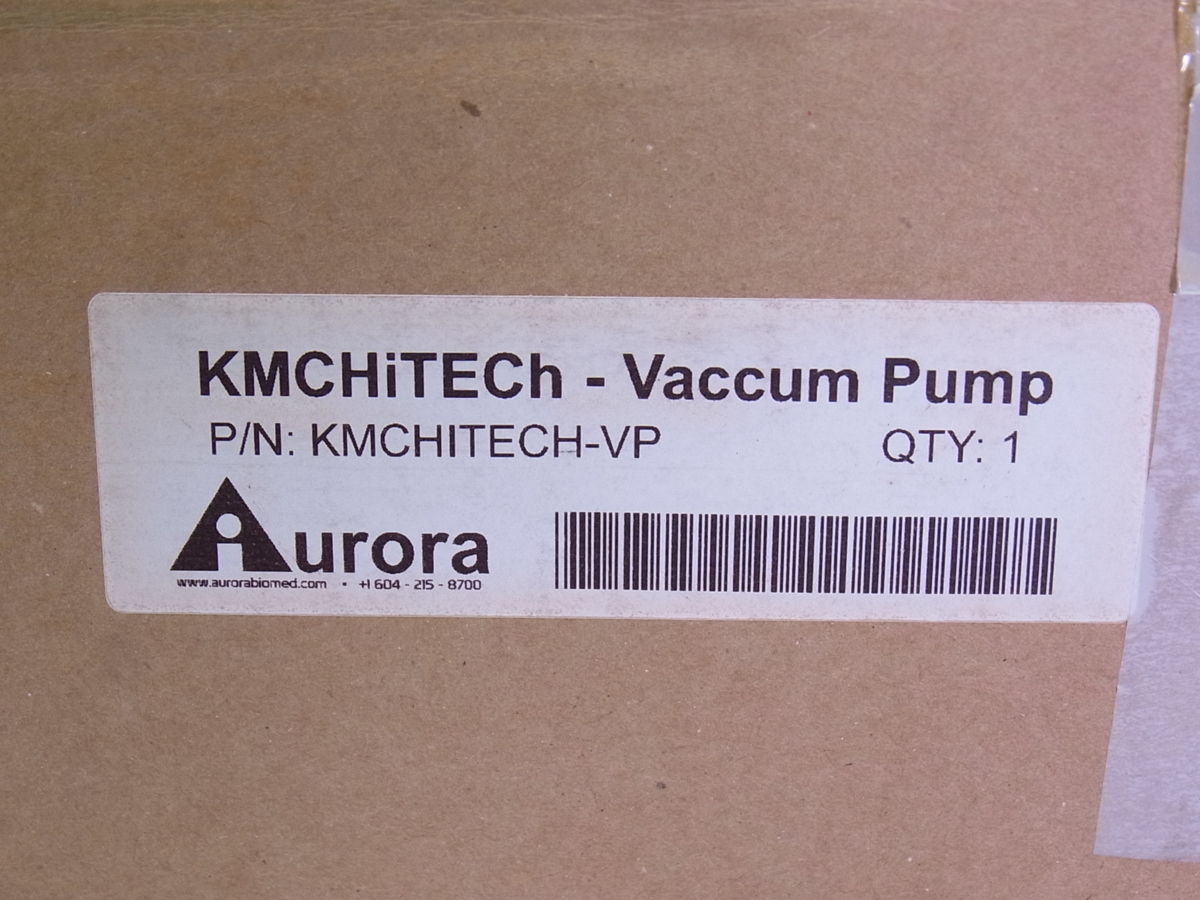 KMCHiTECh - Vaccum Pump
P/N: KMCHITECH-VP QTY: 1
Aurora
www.aurorabiomed.com • +1 604 - 215 - 8700